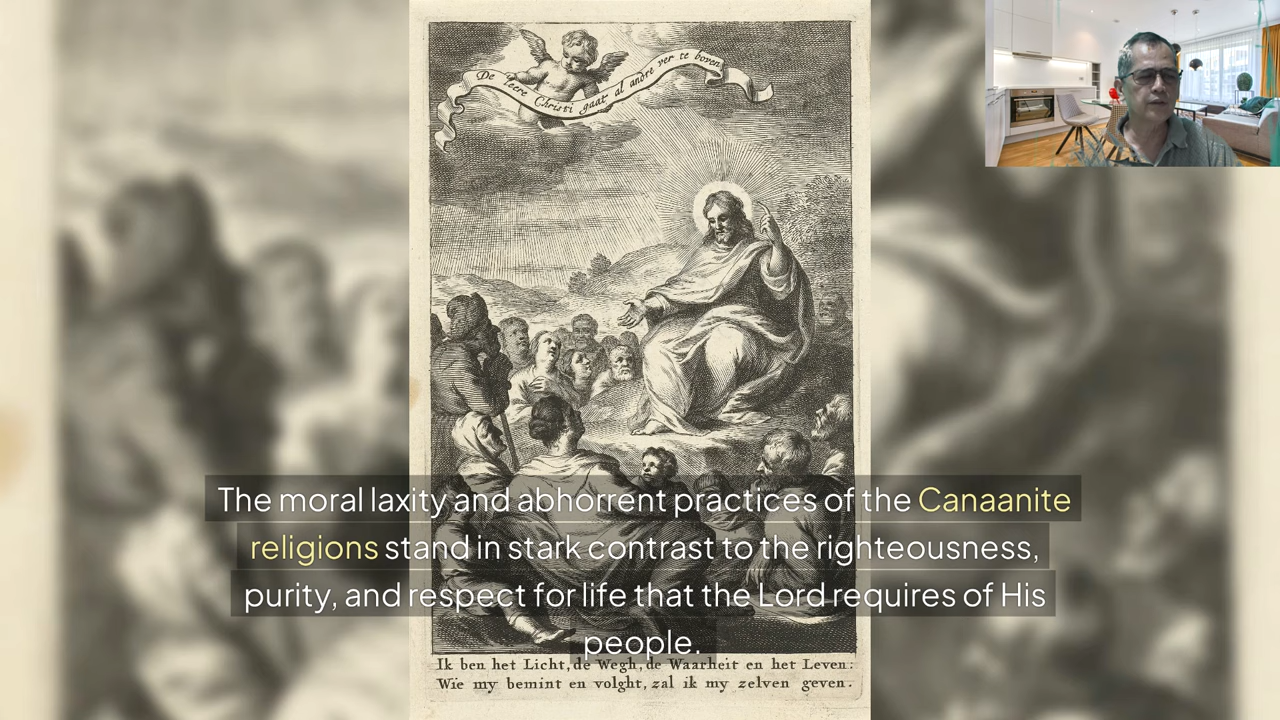 De leere Christi gaat al andre ver te boven
The moral laxity and abhorrent practices of the Canaanite
religions stand in stark contrast to the righteousness,
purity, and respect for life that the Lord requires of His
people.
Ik ben het Licht, de Wegh, de Waarheit en het Leven:
Wie my bemint en volght, zal ik my zelven geven.